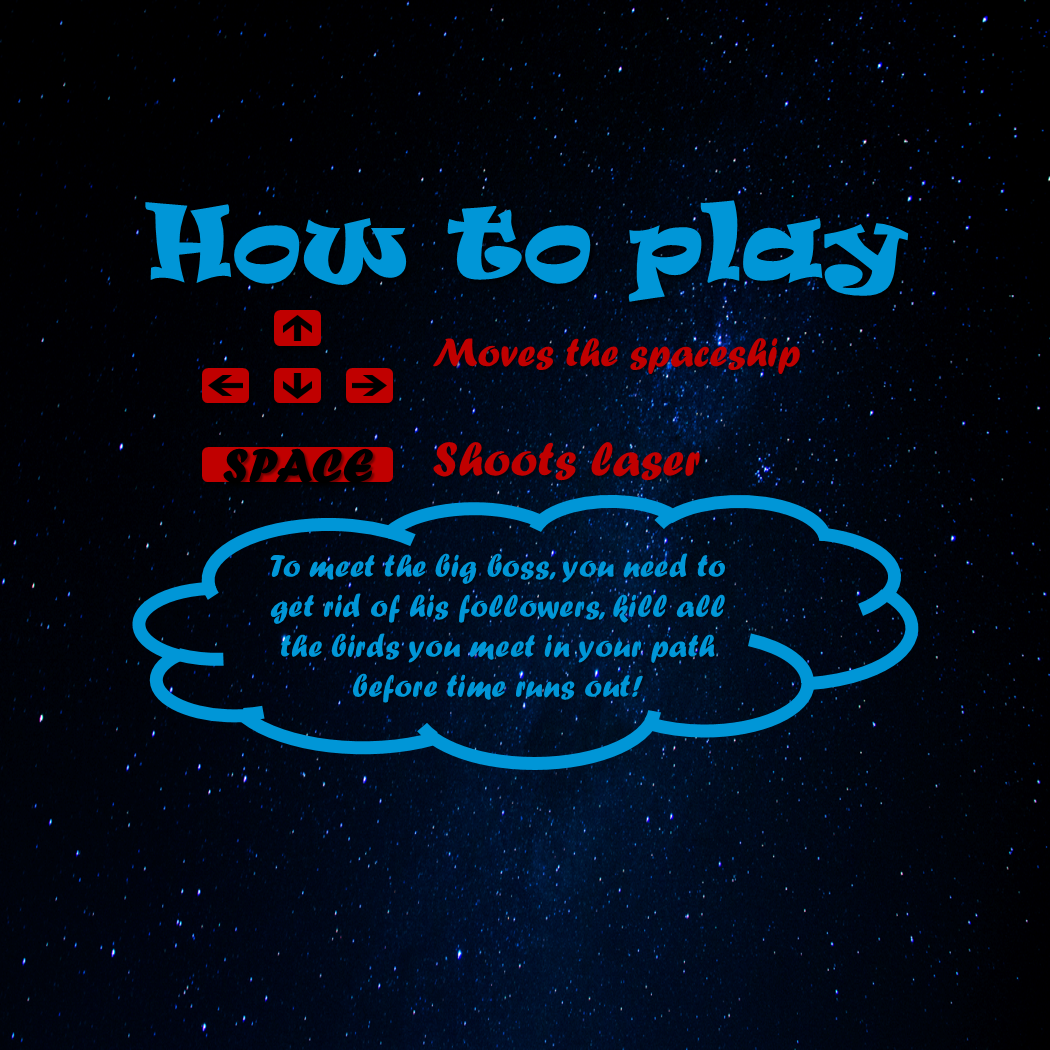 How to play
Moves the spaceship
SPACE
Shoots laser
To meet the big boss, you need to
get rid of his followers, kill all
the birds you meet in your path
before time runs out!